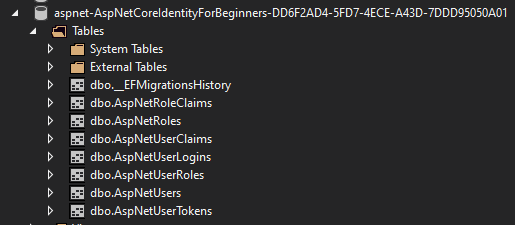 aspnet-AspNetCoreIdentityForBeginners-DD6F2AD4-5FD7-4ECE-A43D-7DDD95050A01
Tables
System Tables
External Tables
dbo.__EFMigrationsHistory
dbo.AspNetRoleClaims
dbo.AspNetRoles
dbo.AspNetUserClaims
dbo.AspNetUserLogins
dbo.AspNetUserRoles
dbo.AspNetUsers
dbo.AspNetUserTokens